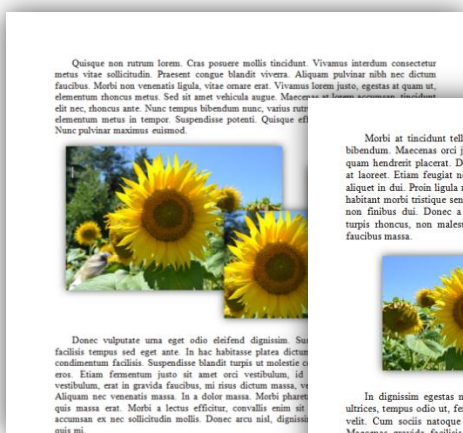 Quisque non rutrum lorem. Cras posuere mollis tincidunt. Vivamus interdum consectetur
metus vitae sollicitudin. Praesent congue blandit viverra. Aliquam pulvinar nibh nec dictum
faucibus. Morbi non venenatis ligula, vitae ornare erat. Vivamus lorem justo, egestas at quam ut,
elementum rhoncus metus. Sed sit amet vehicula augue. Maecenas at lorem accumsan, tincidunt
elit nec, rhoncus ante. Nunc tempus bibendum nunc, varius rutr
elementum metus in tempor. Suspendisse potenti. Quisque eff
Nunc pulvinar maximus euismod.
Donec vulputate urna eget odio eleifend dignissim. Su
facilisis tempus sed eget ante. In hac habitasse platea dictum
condimentum facilisis. Suspendisse blandit turpis ut molestie c
eros. Etiam fermentum justo sit amet orci vestibulum, id
vestibulum, erat in gravida faucibus, mi risus dictum massa, ve
Aliquam nec venenatis massa. In a dolor massa. Morbi pharet
quis massa erat. Morbi a lectus efficitur, convallis enim sit
accumsan ex nec sollicitudin mollis. Donec arcu nisl, dignissi
quis mi.
Morbi at tincidunt tell
bibendum. Maecenas orci j
quam hendrerit placerat. D
at laoreet. Etiam feugiat ne
aliquet in dui. Proin ligula n
habitant morbi tristique sen
non finibus dui. Donec a
turpis rhoncus, non malesu
faucibus massa.
In dignissim egestas n
ultrices, tempus odio ut, fer
velit. Cum sociis natoque
Maecenas gravida facilisis